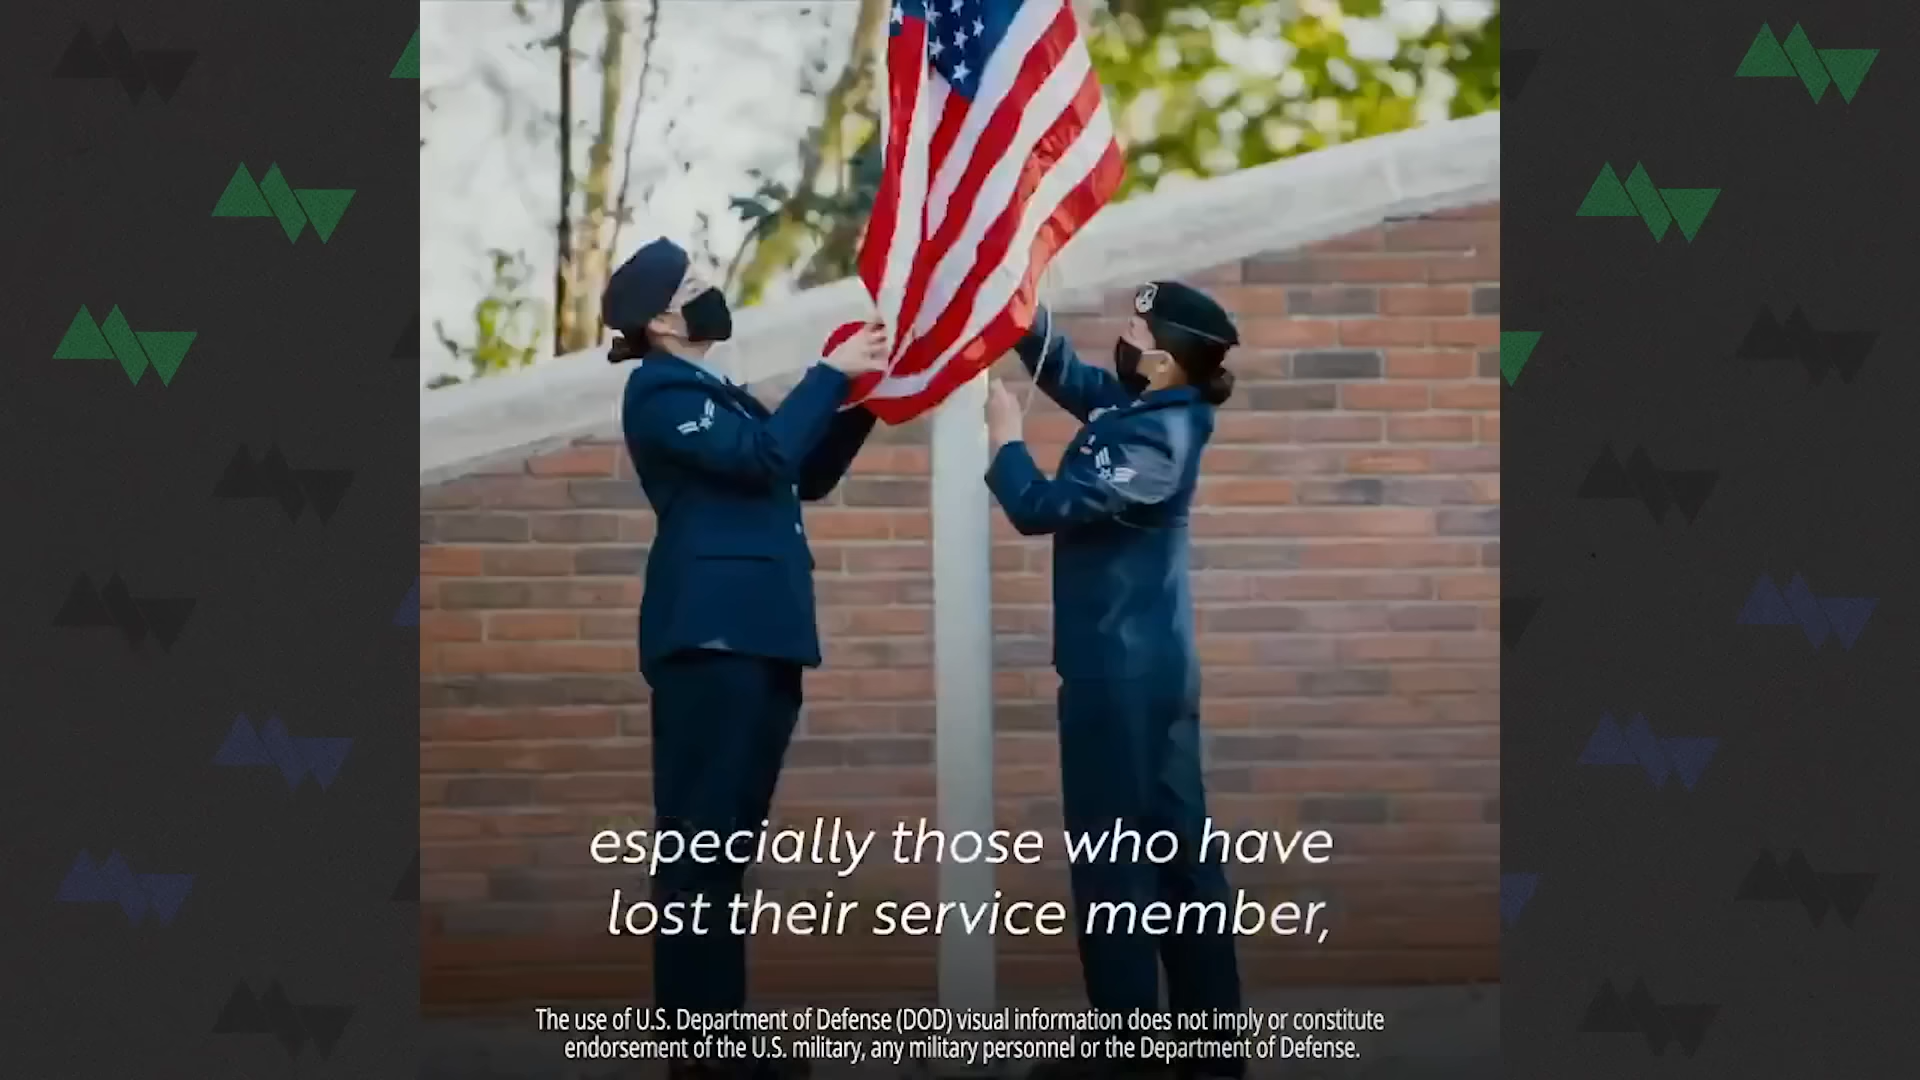 especially those who have
lost their service member,
The use of U.S. Department of Defense (DOD) visual information does not imply or constitute
endorsement of the U.S. military, any military personnel or the Department of Defense.